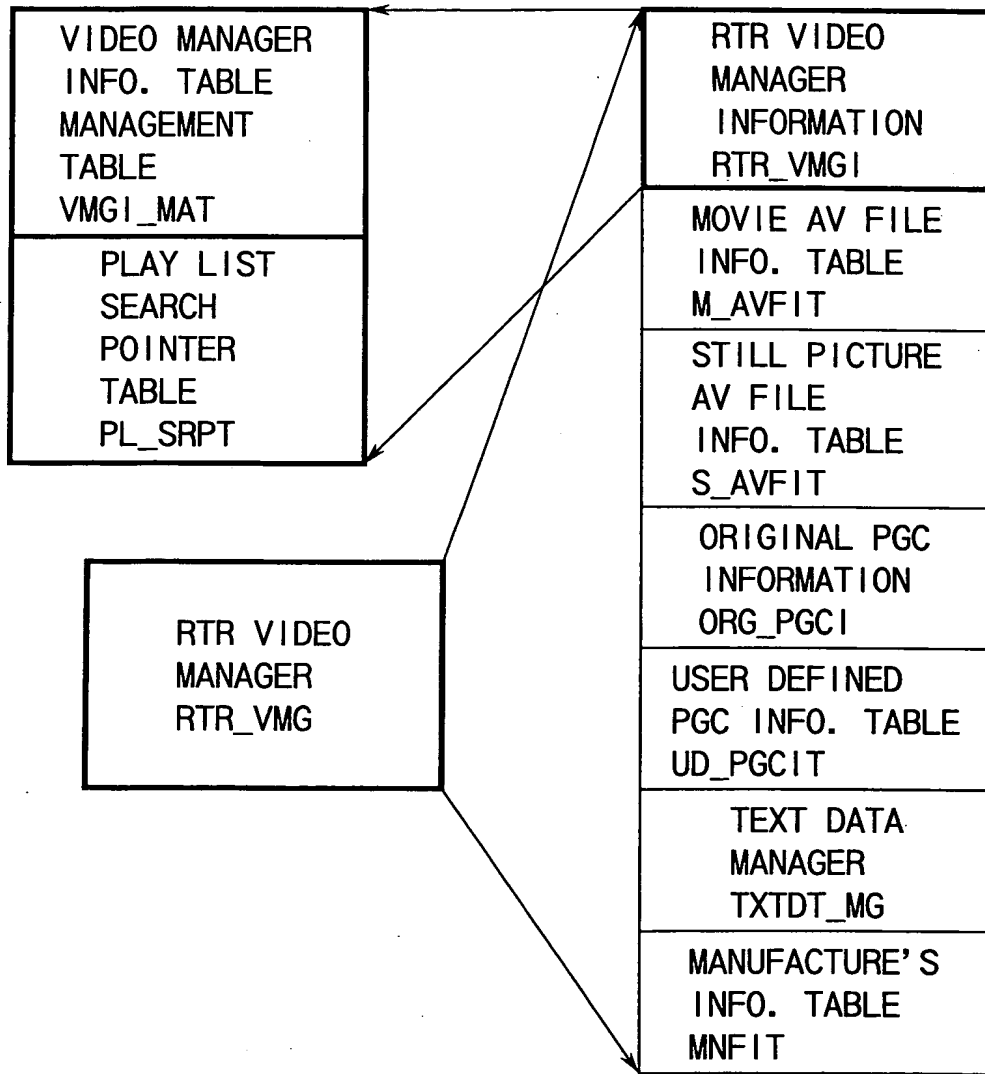 VIDEO MANAGER
INFO. TABLE
MANAGEMENT
TABLE
VMGI_MAT
PLAY LIST
SEARCH
POINTER
TABLE
PL_SRPT
RTR VIDEO
MANAGER
RTR_VMG
RTR VIDEO
MANAGER
INFORMATION
RTR_VMGI
MOVIE AV FILE
INFO. TABLE
M_AVFIT
STILL PICTURE
AV FILE
INFO. TABLE
S_AVFIT
ORIGINAL PGC
INFORMATION
ORG_PGCI
USER DEFINED
PGC INFO. TABLE
UD_PGCIT
TEXT DATA
MANAGER
TXTDT_MG
MANUFACTURE'S
INFO. TABLE
MNFIT